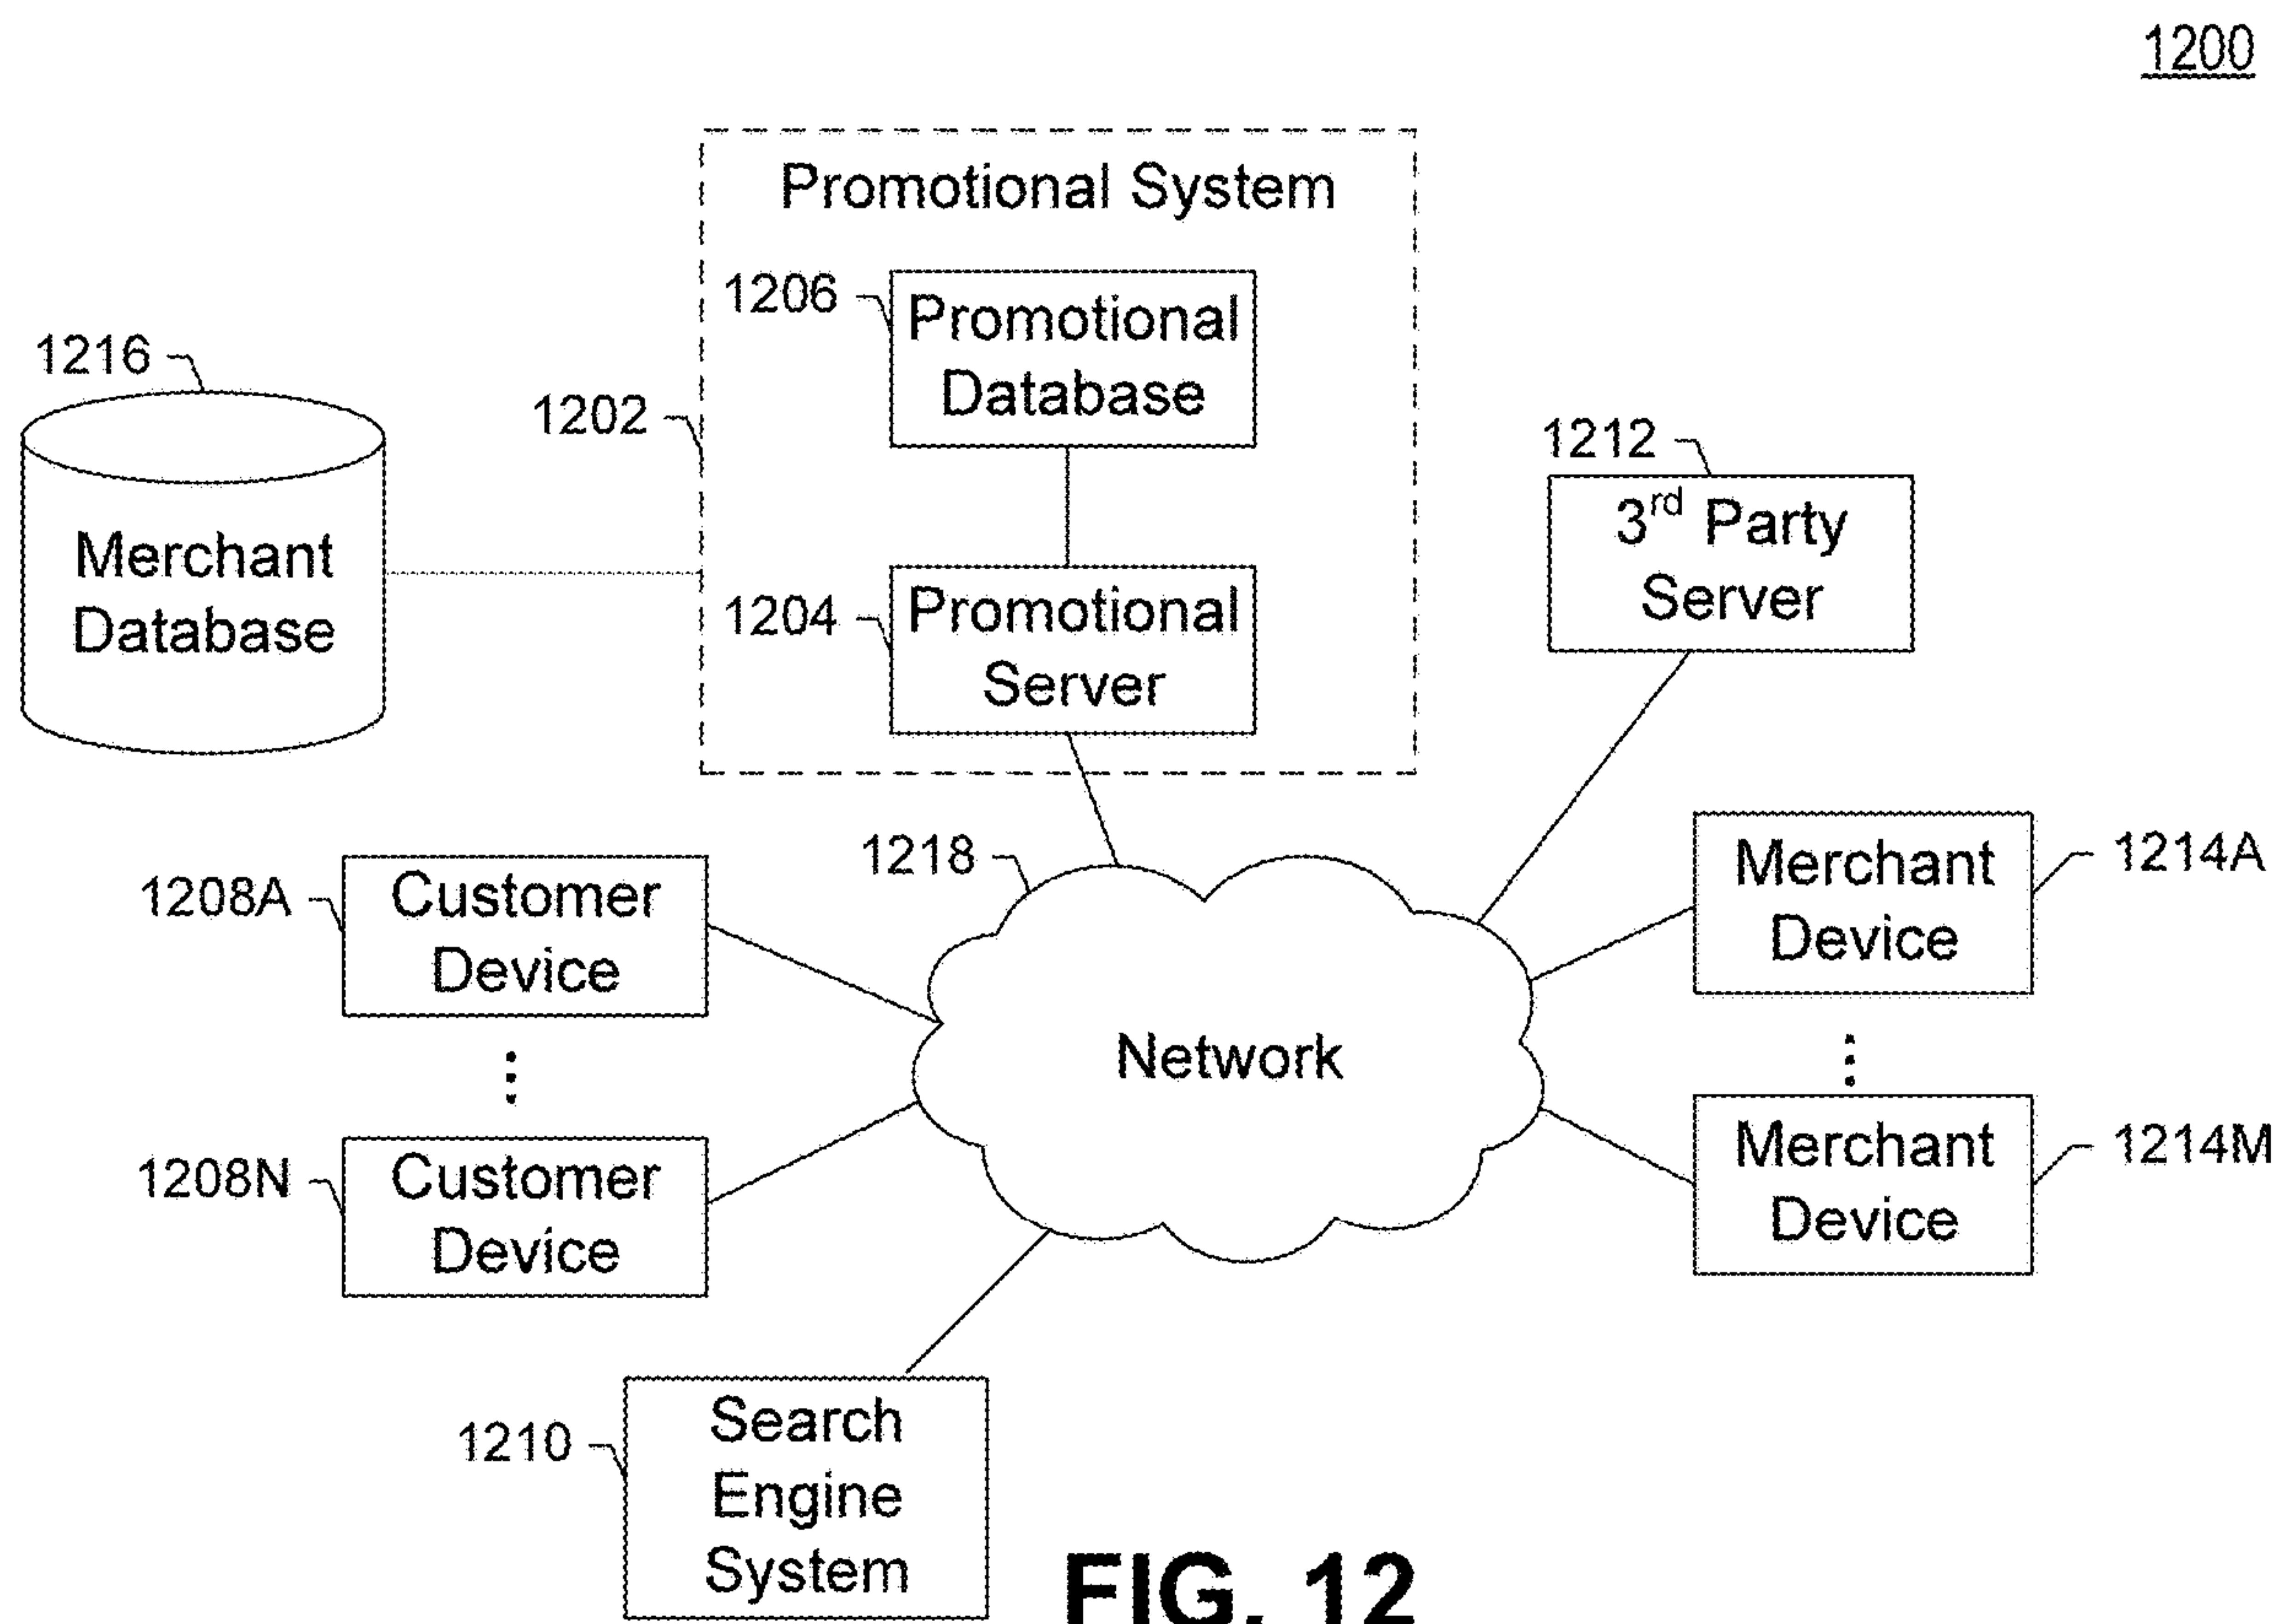 1200
Promotional System
1206
Promotional
Database
1216
1202
Merchant
Database
1204
Promotional
Server
1212
3rd Party
Server
1218
1208A
Customer
Device
1214A
Merchant
Device
Network
1208N
Customer
Device
1214M
Merchant
Device
1210
Search
Engine
System
FIG. 12